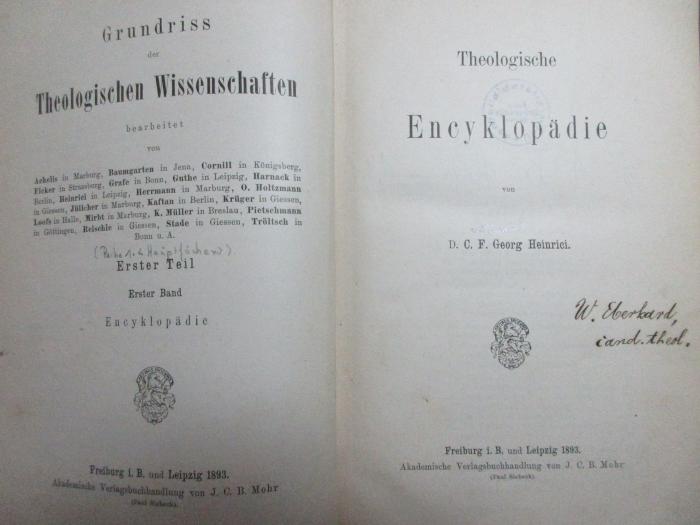 Grundriss
der
Theologischen Wissenschaften
bearbeitet
von
Achelis in Marburg, Baumgarten in Jena, Cornill in Königsberg,
Ficker in Strassburg, Grafe in Bonn, Guthe in Leipzig, Harnack in
Berlin, Heinrici in Leipzig, Herrmann in Marburg, O. Holtzmann
in Giessen, Jülicher in Marburg, Kaftan in Berlin, Krüger in Giessen,
Loofs in Halle, Mirbt in Marburg, K. Müller in Breslau, Pietschmann
in Göttingen, Reischle in Giessen, Stade in Giessen, Tröltsch in
Bonn u. A.
Hauptfächer
Erster Teil
Erster Band
Encyklopädie
Freiburg i. B. und Leipzig 1893.
Akademische Verlagsbuchhandlung von J. C. B. Mohr
(Paul Siebeck).
Theologische
Encyklopädie
von
D. C. F. Georg Heinrici.
W. Eberhard,
cand. theol.
Freiburg i. B. und Leipzig 1893.
Akademische Verlagsbuchhandlung von J. C. B. Mohr
(Paul Siebeck).